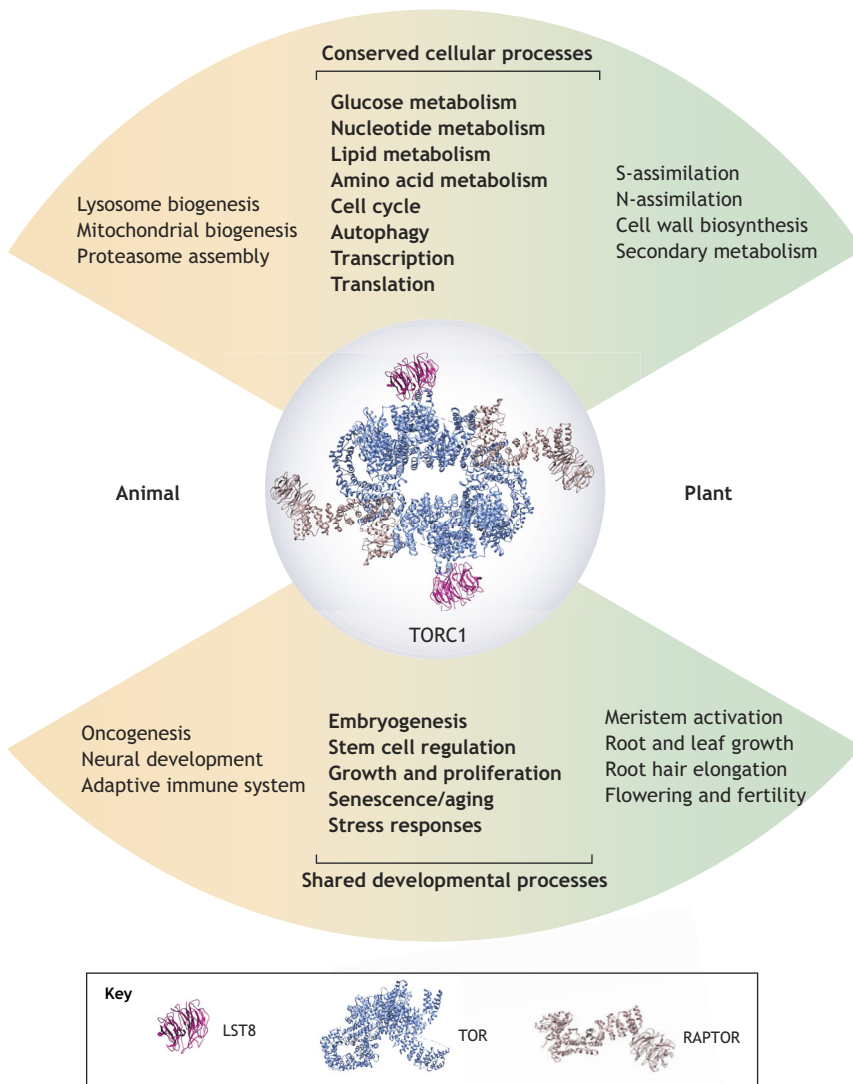 Conserved cellular processes
Glucose metabolism
Nucleotide metabolism
Lipid metabolism
Amino acid metabolism
Cell cycle
Autophagy
Transcription
Translation
Lysosome biogenesis
Mitochondrial biogenesis
Proteasome assembly
S-assimilation
N-assimilation
Cell wall biosynthesis
Secondary metabolism
Animal
Plant
TORC1
Oncogenesis
Neural development
Adaptive immune system
Embryogenesis
Stem cell regulation
Growth and proliferation
Senescence/aging
Stress responses
Meristem activation
Root and leaf growth
Root hair elongation
Flowering and fertility
Shared developmental processes
Key
LST8
TOR
RAPTOR